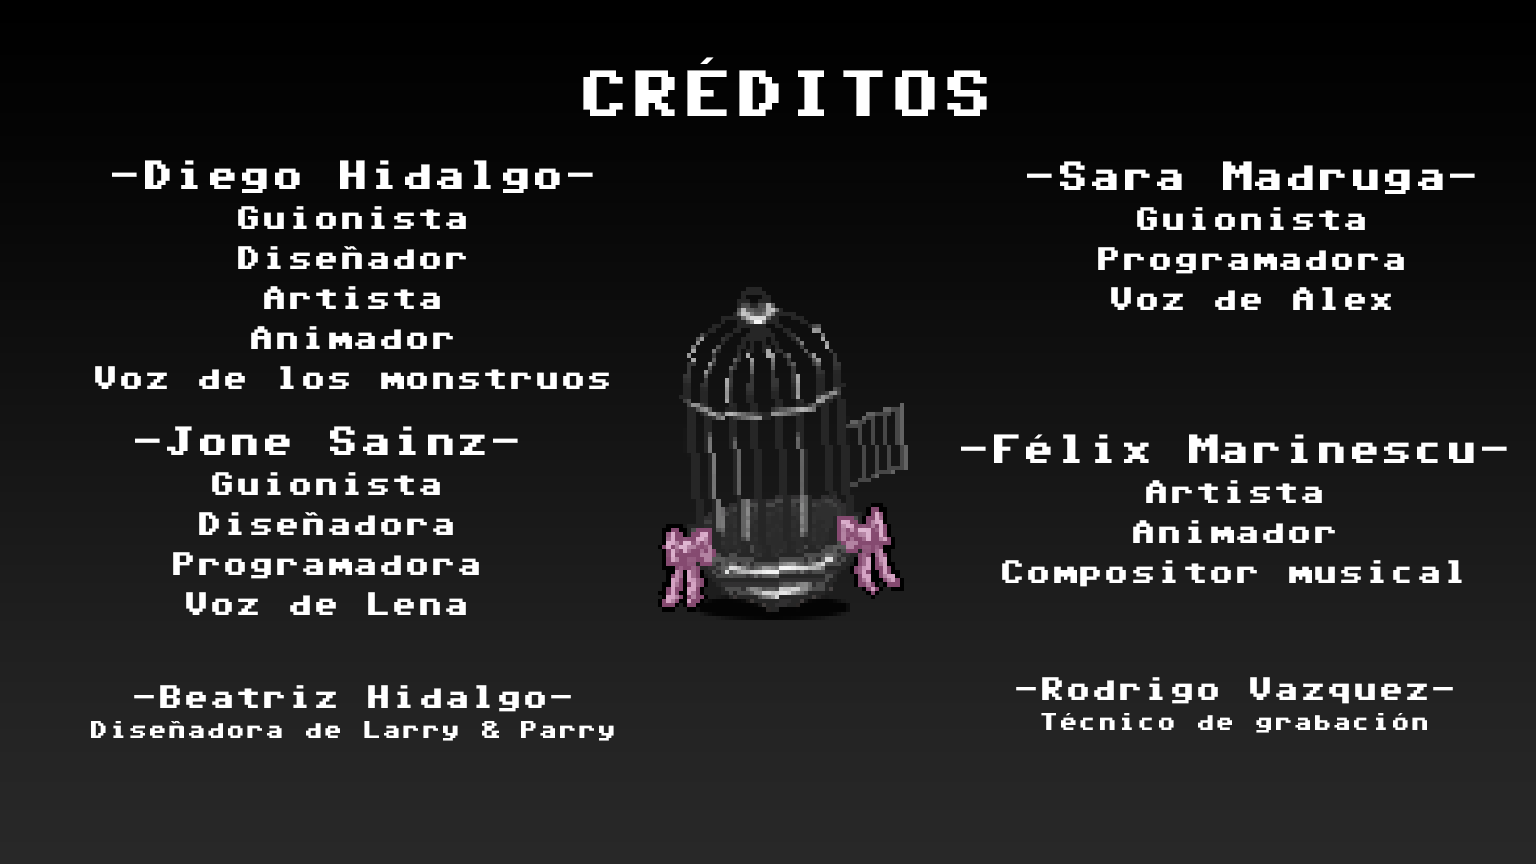 CRÉDITOS
-Diego Hidalgo-
Guionista
Diseñador
Artista
Animador
Voz de los monstruos
-Sara Madruga-
Guionista
Programadora
Voz de Alex
-Jone Sainz-
Guionista
Diseñadora
Programadora
Voz de Lena
-Félix Marinescu-
Artista
Animador
Compositor musical
-Beatriz Hidalgo-
Diseñadora de Larry & Parry
-Rodrigo Vazquez-
Técnico de grabación